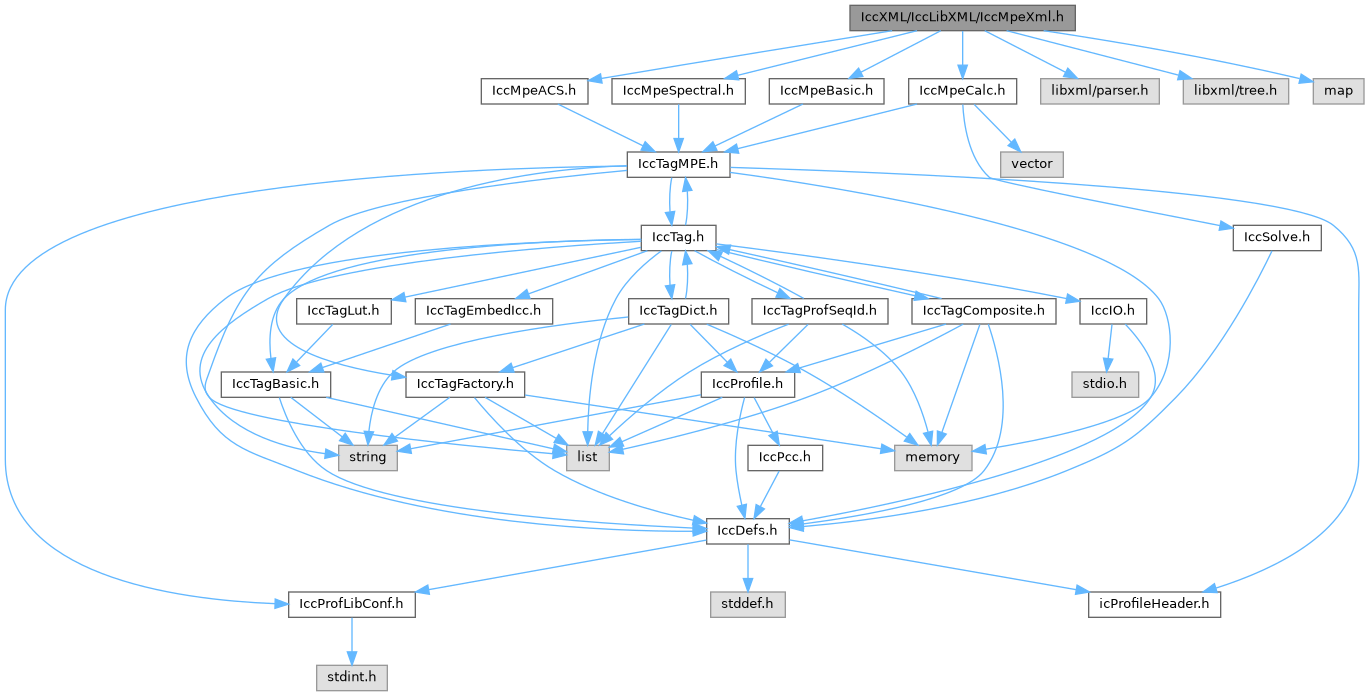 IccXML/IccLibXML/IccMpeXml.h
IccMpeACS.h
IccMpeSpectral.h
IccMpeBasic.h
IccMpeCalc.h
libxml/parser.h
libxml/tree.h
map
IccTagMPE.h
vector
IccTag.h
IccSolve.h
IccTagLut.h
IccTagEmbedIcc.h
IccTagDict.h
IccTagProfSeqId.h
IccTagComposite.h
IccIO.h
IccTagBasic.h
IccTagFactory.h
IccProfile.h
stdio.h
string
list
IccPcc.h
memory
IccDefs.h
IccProfLibConf.h
stddef.h
icProfileHeader.h
stdint.h